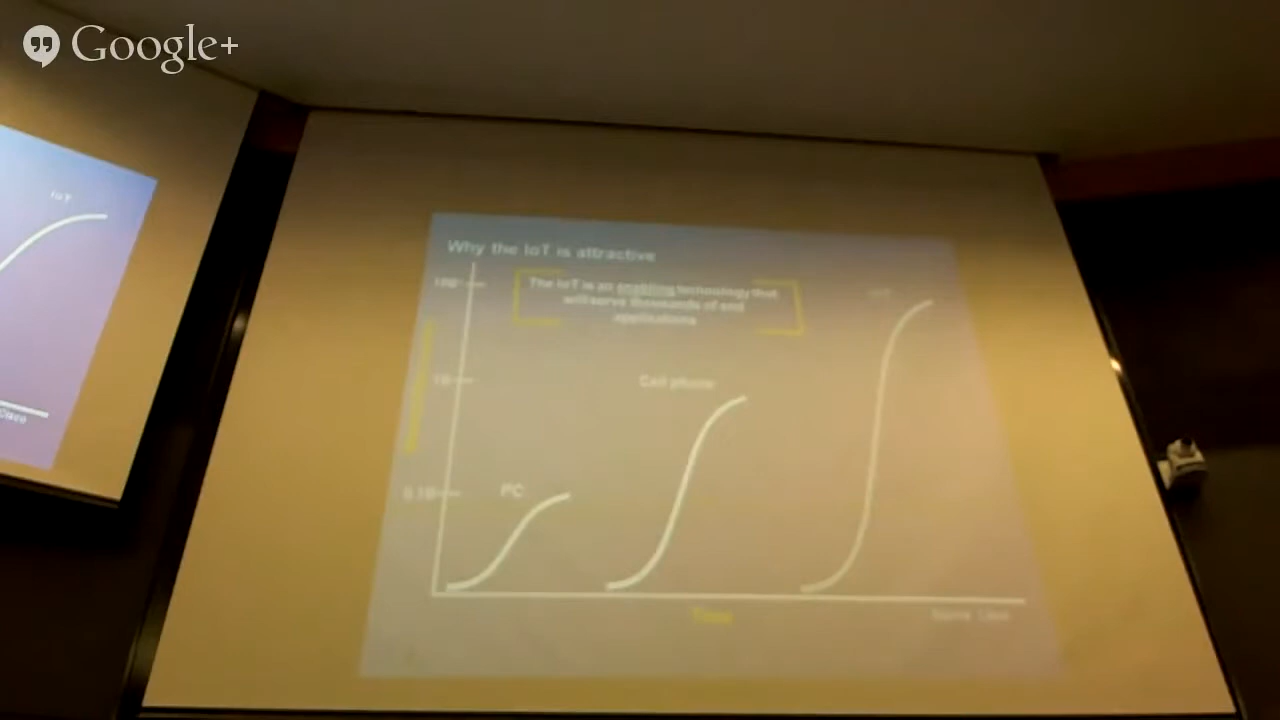 Google+
IoT
Why the IoT is attractive
The IoT is an enabling technology that
will serve thousands of end
applications
Cell phone
PC
Time